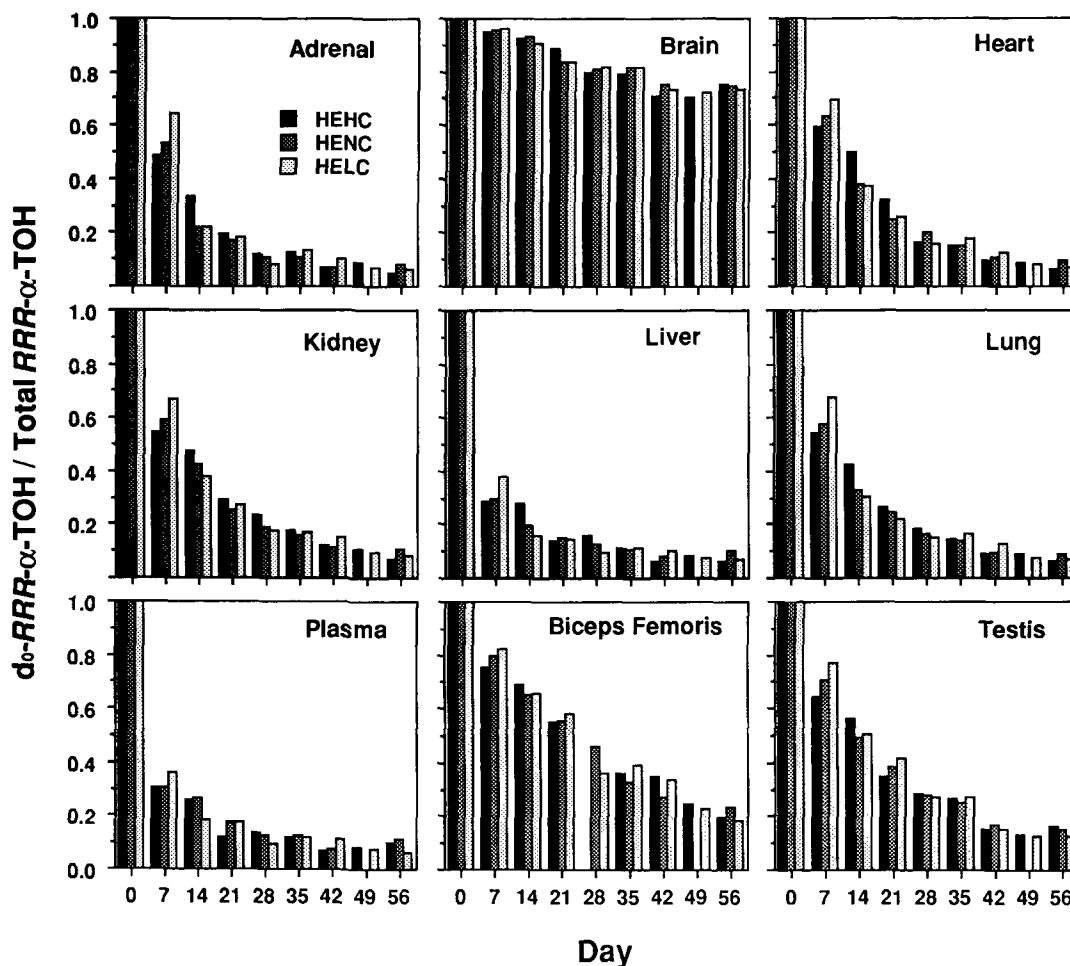 d₀-RRR-α-TOH / Total RRR-α-TOH
1.0
0.8
0.6
0.4
0.2
Adrenal
HEHC
HENC
HELC
Brain
Heart
1.0
0.8
0.6
0.4
0.2
Kidney
Liver
Lung
1.0
0.8
0.6
0.4
0.2
0.0
Plasma
Biceps Femoris
Testis
0 7 14 21 28 35 42 49 56
0 7 14 21 28 35 42 49 56
0 7 14 21 28 35 42 49 56
Day